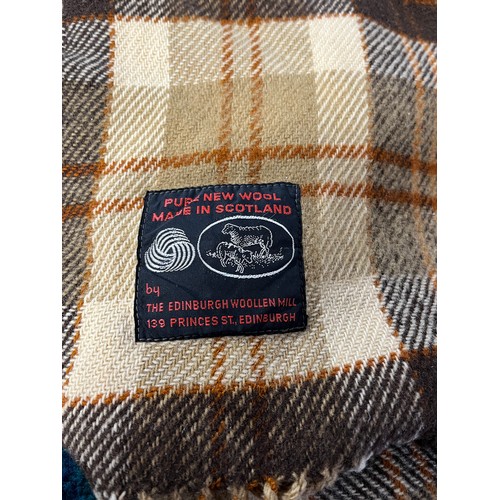 PURE NEW WOOL
MADE IN SCOTLAND
by
THE EDINBURGH WOOLLEN MILL
139 PRINCES ST., EDINBURGH